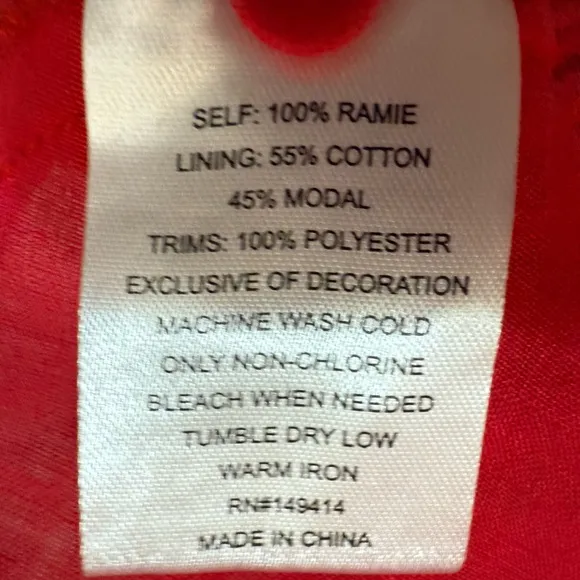 SELF: 100% RAMIE
LINING: 55% COTTON
45% MODAL
TRIMS: 100% POLYESTER
EXCLUSIVE OF DECORATION
MACHINE WASH COLD
ONLY NON-CHLORINE
BLEACH WHEN NEEDED
TUMBLE DRY LOW
WARM IRON
RN#149414
MADE IN CHINA